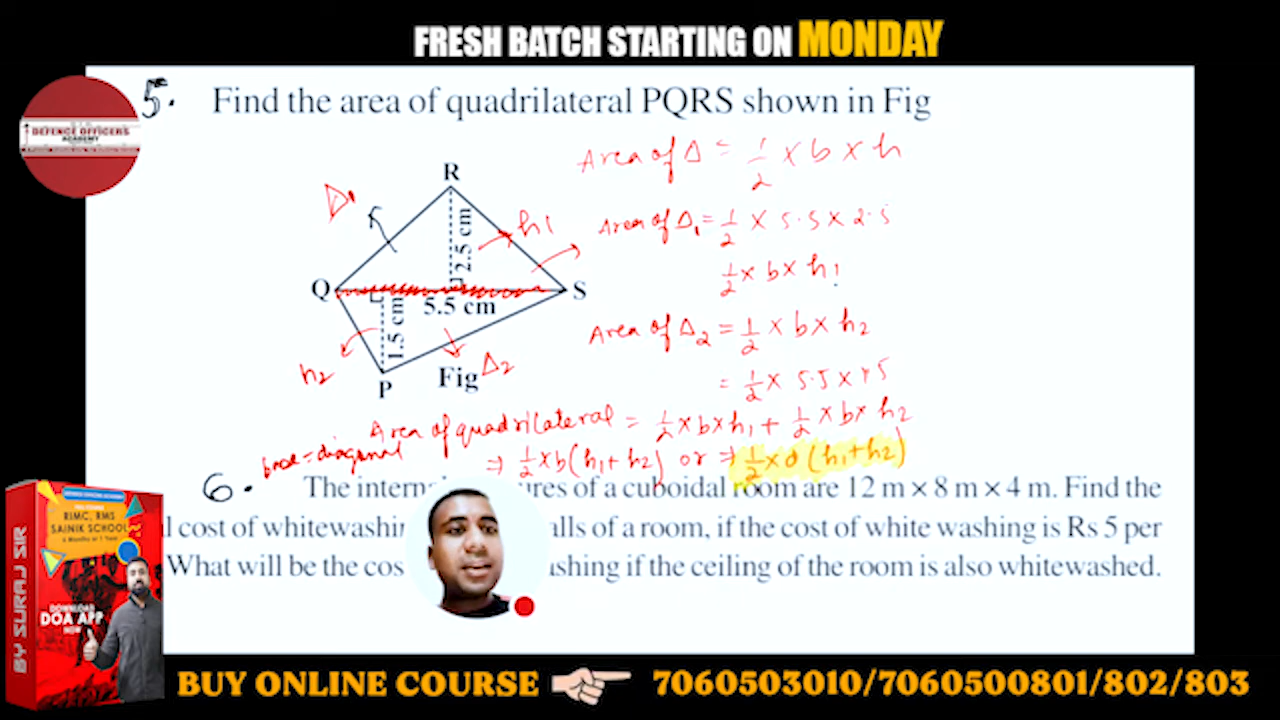 FRESH BATCH STARTING ON MONDAY
5. Find the area of quadrilateral PQRS shown in Fig
DEFENCE OFFICERS
ACADEMY
Area of Δ = 1/2 × b × h
R
Δ1
h1
2.5 cm
Area of Δ1 = 1/2 × 5.5 × 2.5
1/2 × b × h1
Q
S
5.5 cm
1.5 cm
Area of Δ2 = 1/2 × b × h2
h2
P
Fig
Δ2
= 1/2 × 5.5 × 1.5
Area of quadrilateral = 1/2 × b × h1 + 1/2 × b × h2
base = diagonal
⇒ 1/2 × b (h1 + h2) or ⇒ 1/2 × d (h1 + h2)
6. The intern ures of a cuboidal room are 12 m × 8 m × 4 m. Find the
l cost of whitewashin alls of a room, if the cost of white washing is Rs 5 per
What will be the cos ashing if the ceiling of the room is also whitewashed.
RIMC, RMS
SAINIK SCHOOL
DOWNLOAD
DOA APP
NOW
BY SURAJ SIR
BUY ONLINE COURSE 7060503010/7060500801/802/803